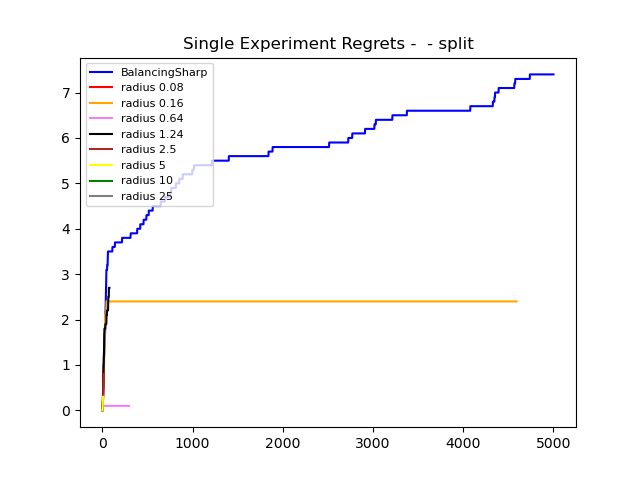 Single Experiment Regrets -  - split
BalancingSharp
radius 0.08
radius 0.16
radius 0.64
radius 1.24
radius 2.5
radius 5
radius 10
radius 25
7
6
5
4
3
2
1
0
0 1000 2000 3000 4000 5000